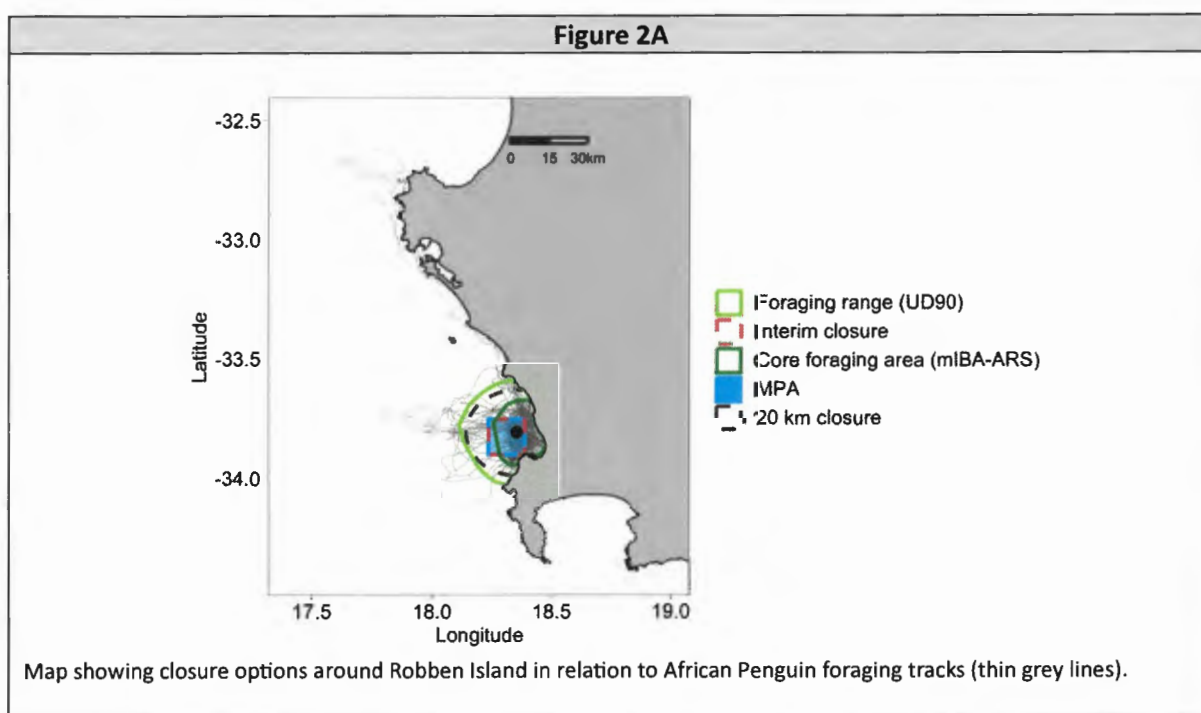 Figure 2A
-32.5
-33.0
-33.5
-34.0
Latitude
0 15 30km
17.5 18.0 18.5 19.0
Longitude
Foraging range (UD90)
Interim closure
Core foraging area (mIBA-ARS)
MPA
20 km closure
Map showing closure options around Robben Island in relation to African Penguin foraging tracks (thin grey lines).